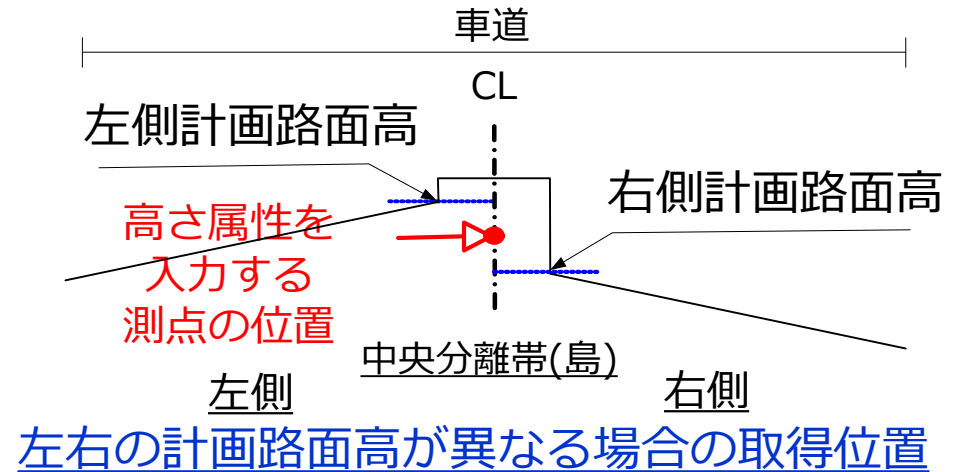 車道
CL
左側計画路面高
右側計画路面高
高さ属性を
入力する
測点の位置
中央分離帯(島)
左側
右側
左右の計画路面高が異なる場合の取得位置